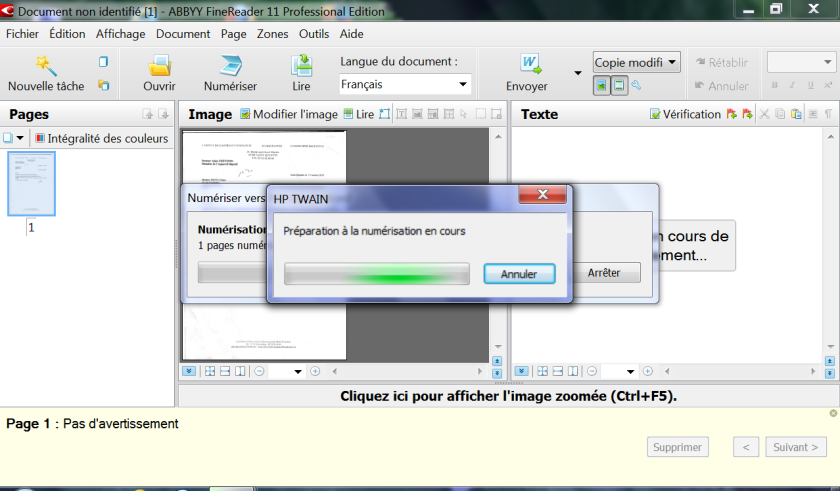 Document non identifié [1] - ABBYY FineReader 11 Professional Edition
Fichier Édition Affichage Document Page Zones Outils Aide
Nouvelle tâche Ouvrir Numériser Lire
Langue du document :
Français
Envoyer
Copie modifi
Rétablir
Annuler
Pages
Image Modifier l'image Lire
Texte Vérification
Intégralité des couleurs
1
Numériser vers
Numérisation
1 pages numér
Arrêter
HP TWAIN
Préparation à la numérisation en cours
Annuler
n cours de
ment...
Cliquez ici pour afficher l'image zoomée (Ctrl+F5).
Page 1 : Pas d'avertissement
Supprimer < Suivant >